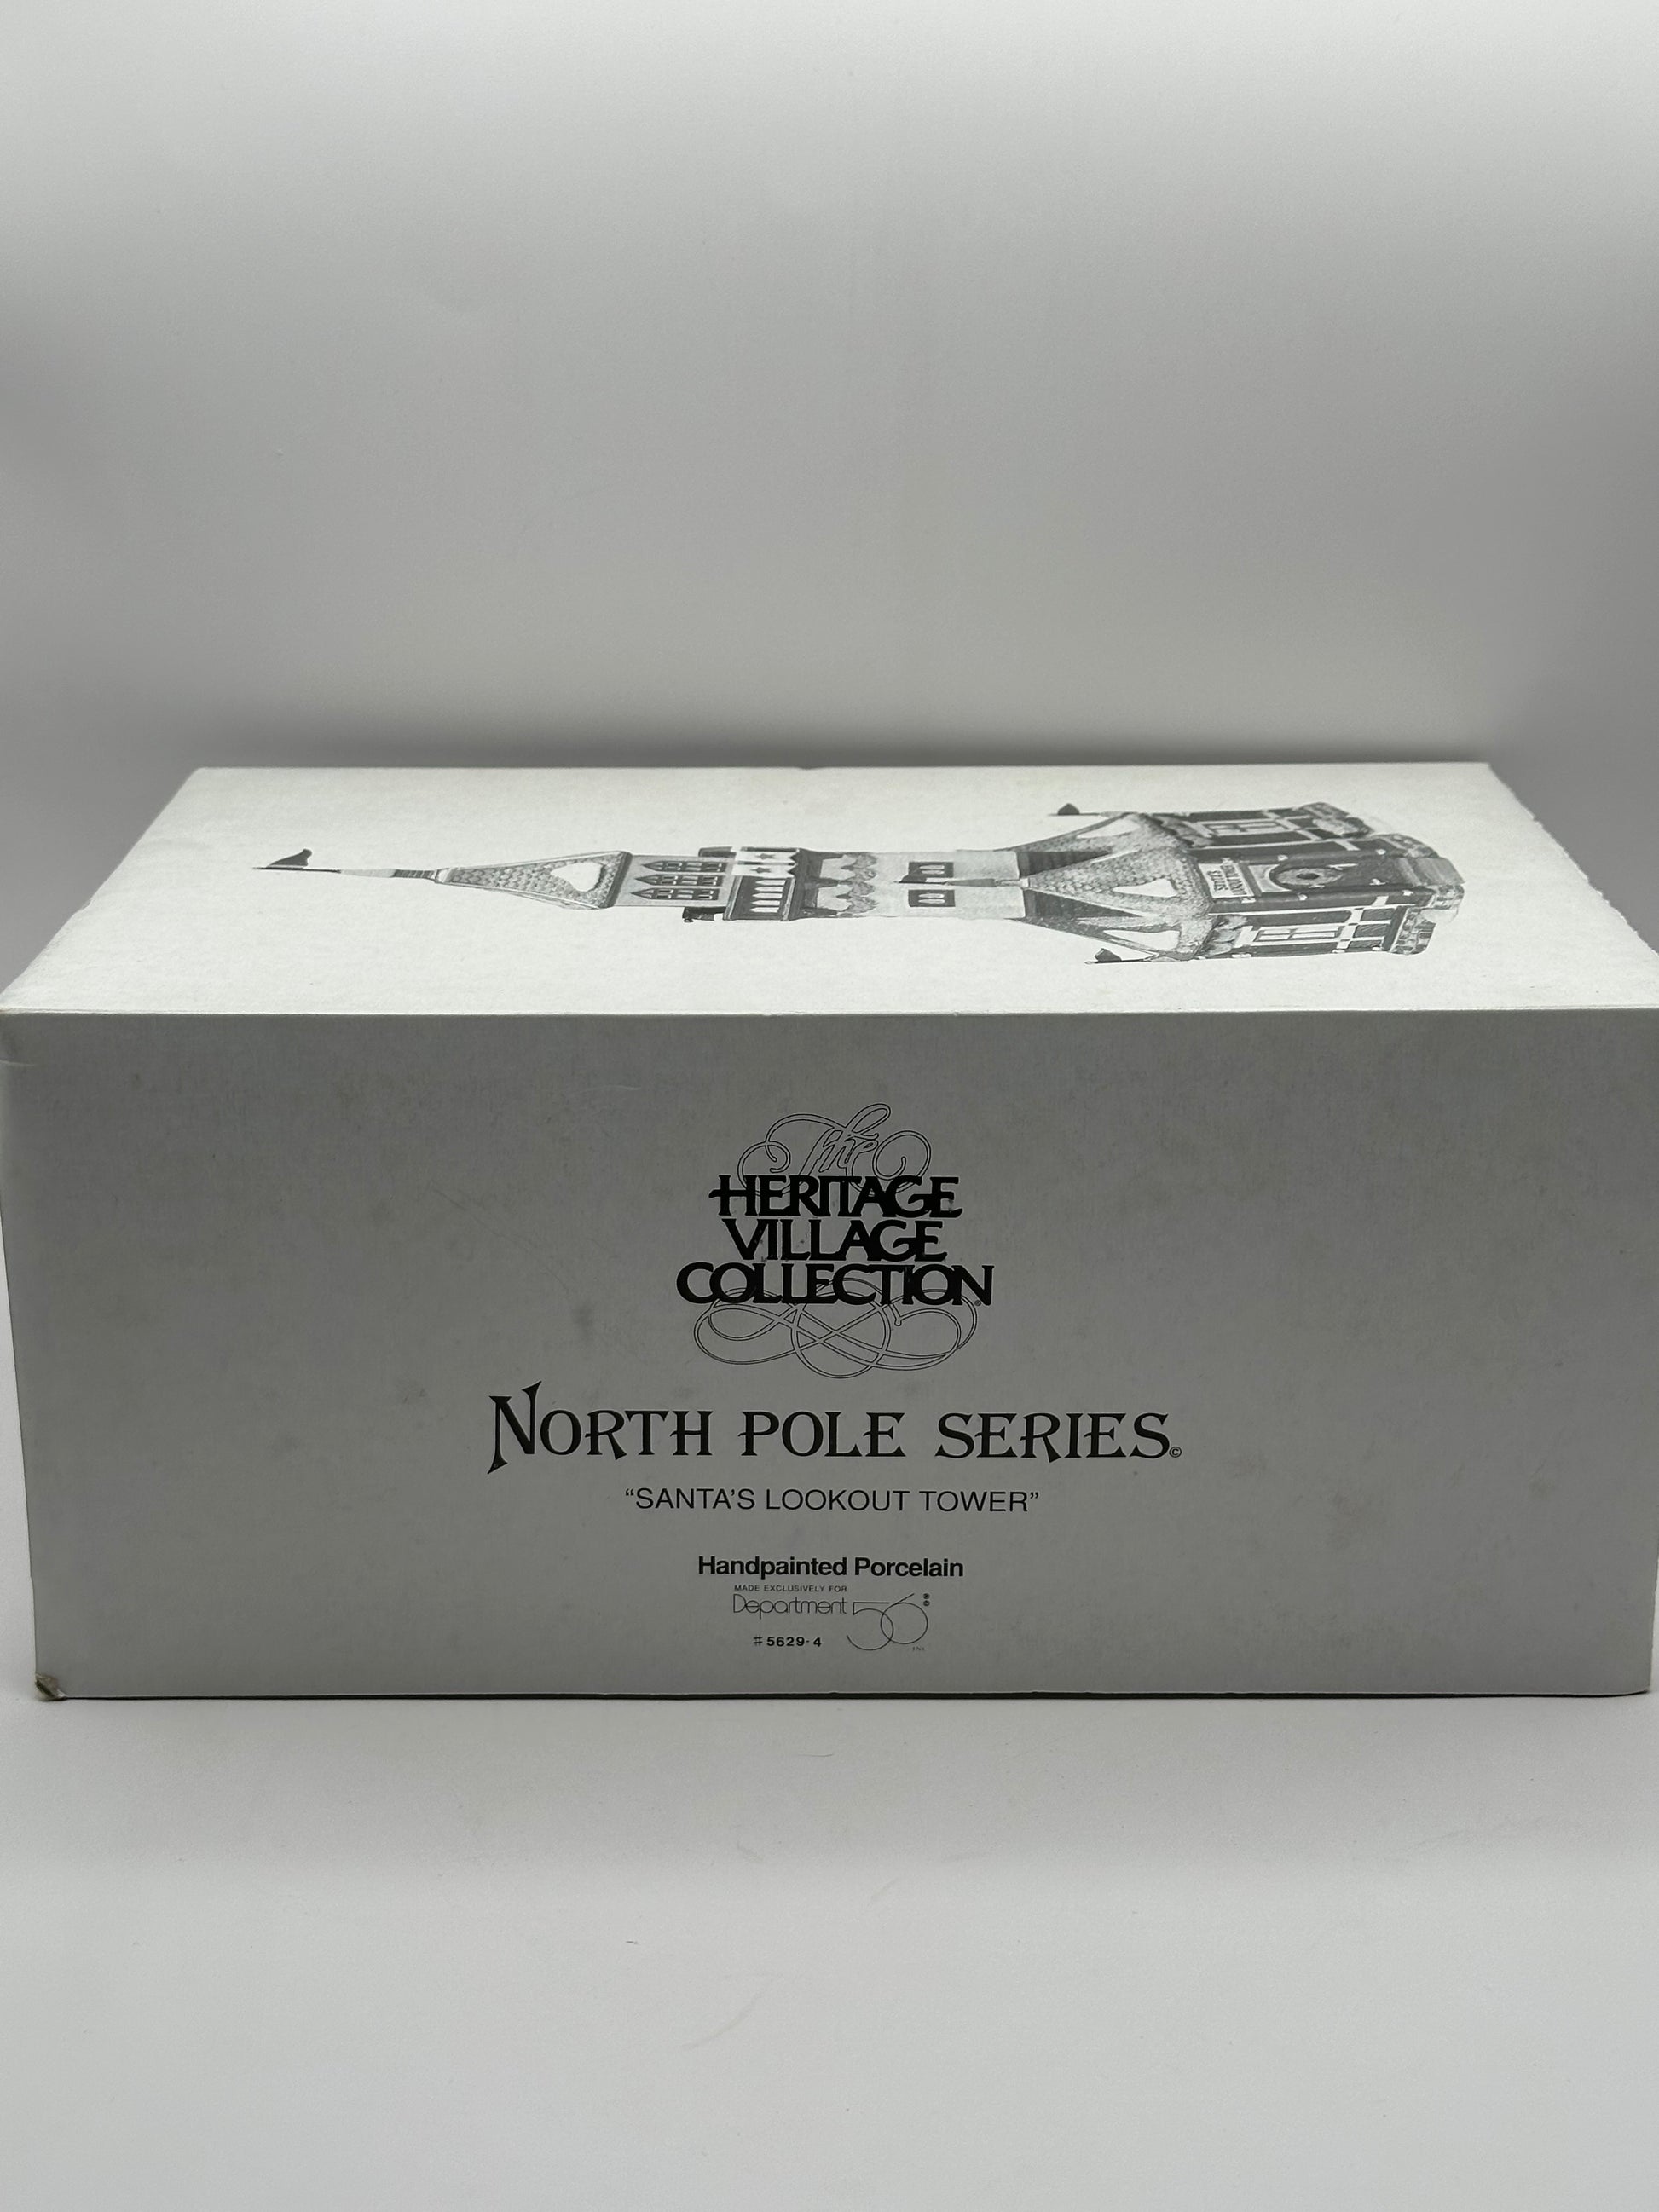 The
HERITAGE
VILLAGE
COLLECTION®
NORTH POLE SERIES©
“SANTA’S LOOKOUT TOWER”
Handpainted Porcelain
MADE EXCLUSIVELY FOR
Department 56
#5629-4